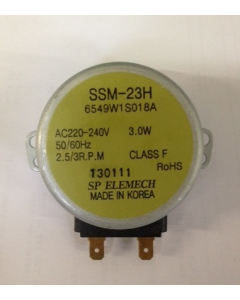 SSM-23H
6549W1S018A
AC220-240V 3.0W
50/60Hz
2.5/3R.P.M CLASS F
RoHS
130111
SP ELEMECH
MADE IN KOREA